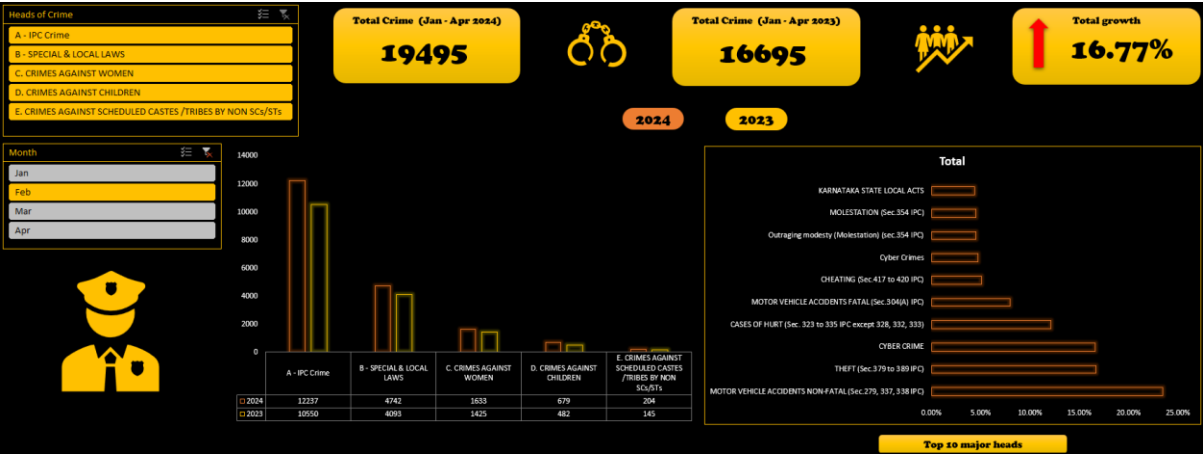 Heads of Crime
A - IPC Crime
B - SPECIAL & LOCAL LAWS
C. CRIMES AGAINST WOMEN
D. CRIMES AGAINST CHILDREN
E. CRIMES AGAINST SCHEDULED CASTES /TRIBES BY NON SCs/STs
Total Crime (Jan - Apr 2024)
19495
Total Crime (Jan - Apr 2023)
16695
Total growth
16.77%
2024
2023
Month
Jan
Feb
Mar
Apr
14000
12000
10000
8000
6000
4000
2000
0
A - IPC Crime
B - SPECIAL & LOCAL
LAWS
C. CRIMES AGAINST
WOMEN
D. CRIMES AGAINST
CHILDREN
E. CRIMES AGAINST
SCHEDULED CASTES
/TRIBES BY NON
SCs/STs
2024 12237 4742 1633 679 204
2023 10550 4093 1425 482 145
Total
KARNATAKA STATE LOCAL ACTS
MOLESTATION (Sec.354 IPC)
Outraging modesty (Molestation) (sec.354 IPC)
Cyber Crimes
CHEATING (Sec.417 to 420 IPC)
MOTOR VEHICLE ACCIDENTS FATAL (Sec.304(A) IPC)
CASES OF HURT (Sec. 323 to 335 IPC except 328, 332, 333)
CYBER CRIME
THEFT (Sec.379 to 389 IPC)
MOTOR VEHICLE ACCIDENTS NON-FATAL (Sec.279, 337, 338 IPC)
0.00% 5.00% 10.00% 15.00% 20.00% 25.00%
Top 10 major heads